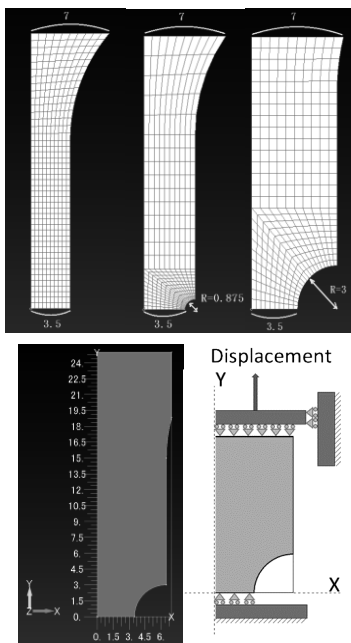 7 7 7
R=0.875 R=3
3.5 3.5 3.5
Displacement
Y
24.
22.5
21.
19.5
18.
16.5
15.
13.5
12.
10.5
9.
7.5
6.
4.5
3.
1.5
0.
0. 1.5 3. 4.5 6.
X
Y
Z X
Y
X